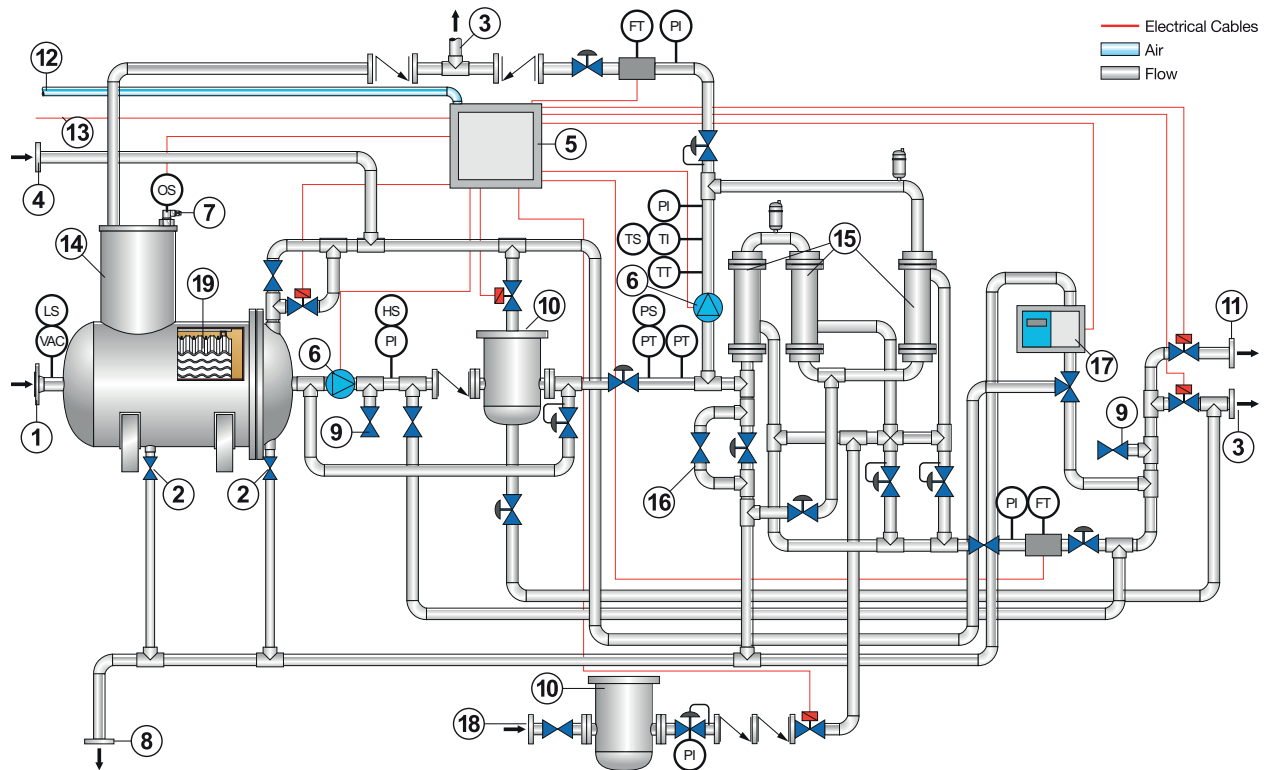 3
FT
PI
Electrical Cables
Air
Flow
12
13
5
4
OS
7
14
PI
TS
TI
TT
15
19
LS
VAC
6
HS
PI
10
6
PS
PT
PT
17
11
1
9
9
3
2
2
16
PI
FT
10
18
PI
8